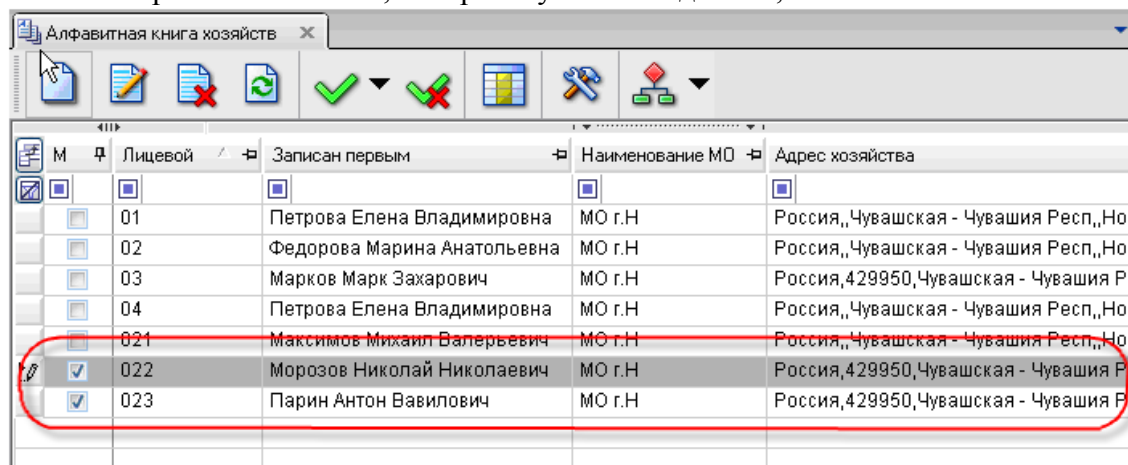 Алфавитная книга хозяйств
М Лицевой Записан первым Наименование МО Адрес хозяйства
01 Петрова Елена Владимировна МО г.Н Россия,,Чувашская - Чувашия Респ,,Но
02 Федорова Марина Анатольевна МО г.Н Россия,,Чувашская - Чувашия Респ,,Но
03 Марков Марк Захарович МО г.Н Россия,429950,Чувашская - Чувашия Р
04 Петрова Елена Владимировна МО г.Н Россия,,Чувашская - Чувашия Респ,,Но
021 Максимов Михаил Валерьевич МО г.Н Россия,,Чувашская - Чувашия Респ,,Но
022 Морозов Николай Николаевич МО г.Н Россия,429950,Чувашская - Чувашия Р
023 Парин Антон Вавилович МО г.Н Россия,429950,Чувашская - Чувашия Р